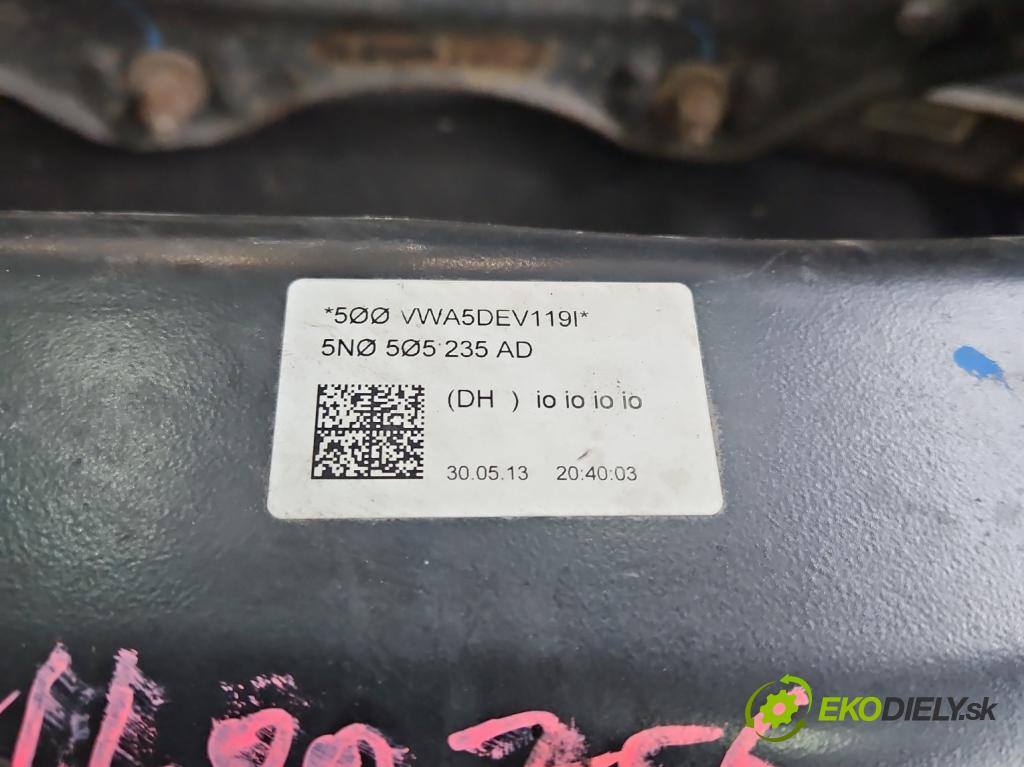 *5ØØ VWA5DEV119I*
5NØ 5Ø5 235 AD
(DH ) io io io io
30.05.13 20:40:03
EKODIELY.sk